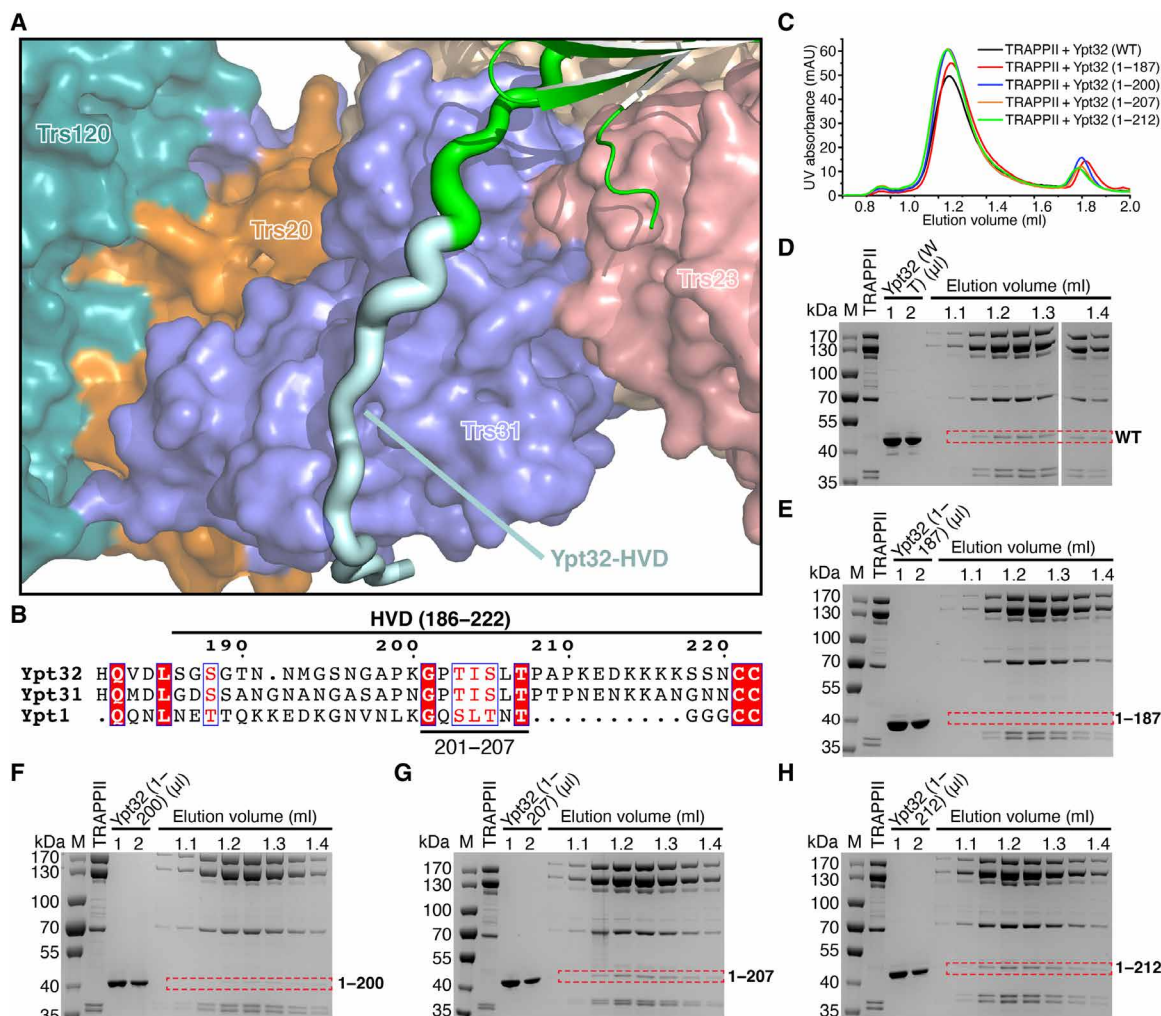 A
Trs120
Trs20
Trs31
Trs23
Ypt32-HVD
B
HVD (186–222)
190 200 210 220
Ypt32 HQVDLSGSGTN.NMGSNGAPKGPTISLTPAPKEDKKKKSSNCC
Ypt31 HQMDLGDSSANGNANGASAPNGPTISLTPTPNENKKANGNNCC
Ypt1 .QQNLNETTQKKEDKGNVNLKGQSLTNT..........GGGCC
201–207
C
UV absorbance (mAU)
60
50
40
30
20
10
0
0.8 1.0 1.2 1.4 1.6 1.8 2.0
Elution volume (ml)
TRAPPII + Ypt32 (WT)
TRAPPII + Ypt32 (1–187)
TRAPPII + Ypt32 (1–200)
TRAPPII + Ypt32 (1–207)
TRAPPII + Ypt32 (1–212)
D
TRAPPII
Ypt32 (W
T) (µl)
Elution volume (ml)
kDa M 1 2 1.1 1.2 1.3 1.4
170
130
100
70
55
40
35
WT
E
TRAPPII
Ypt32 (1–
187) (µl)
Elution volume (ml)
kDa M 1 2 1.1 1.2 1.3 1.4
170
130
100
70
55
40
35
1–187
F
TRAPPII
Ypt32 (1–
200) (µl)
Elution volume (ml)
kDa M 1 2 1.1 1.2 1.3 1.4
170
130
100
70
55
40
35
1–200
G
TRAPPII
Ypt32 (1–
207) (µl)
Elution volume (ml)
kDa M 1 2 1.1 1.2 1.3 1.4
170
130
100
70
55
40
35
1–207
H
TRAPPII
Ypt32 (1–
212) (µl)
Elution volume (ml)
kDa M 1 2 1.1 1.2 1.3 1.4
170
130
100
70
55
40
35
1–212